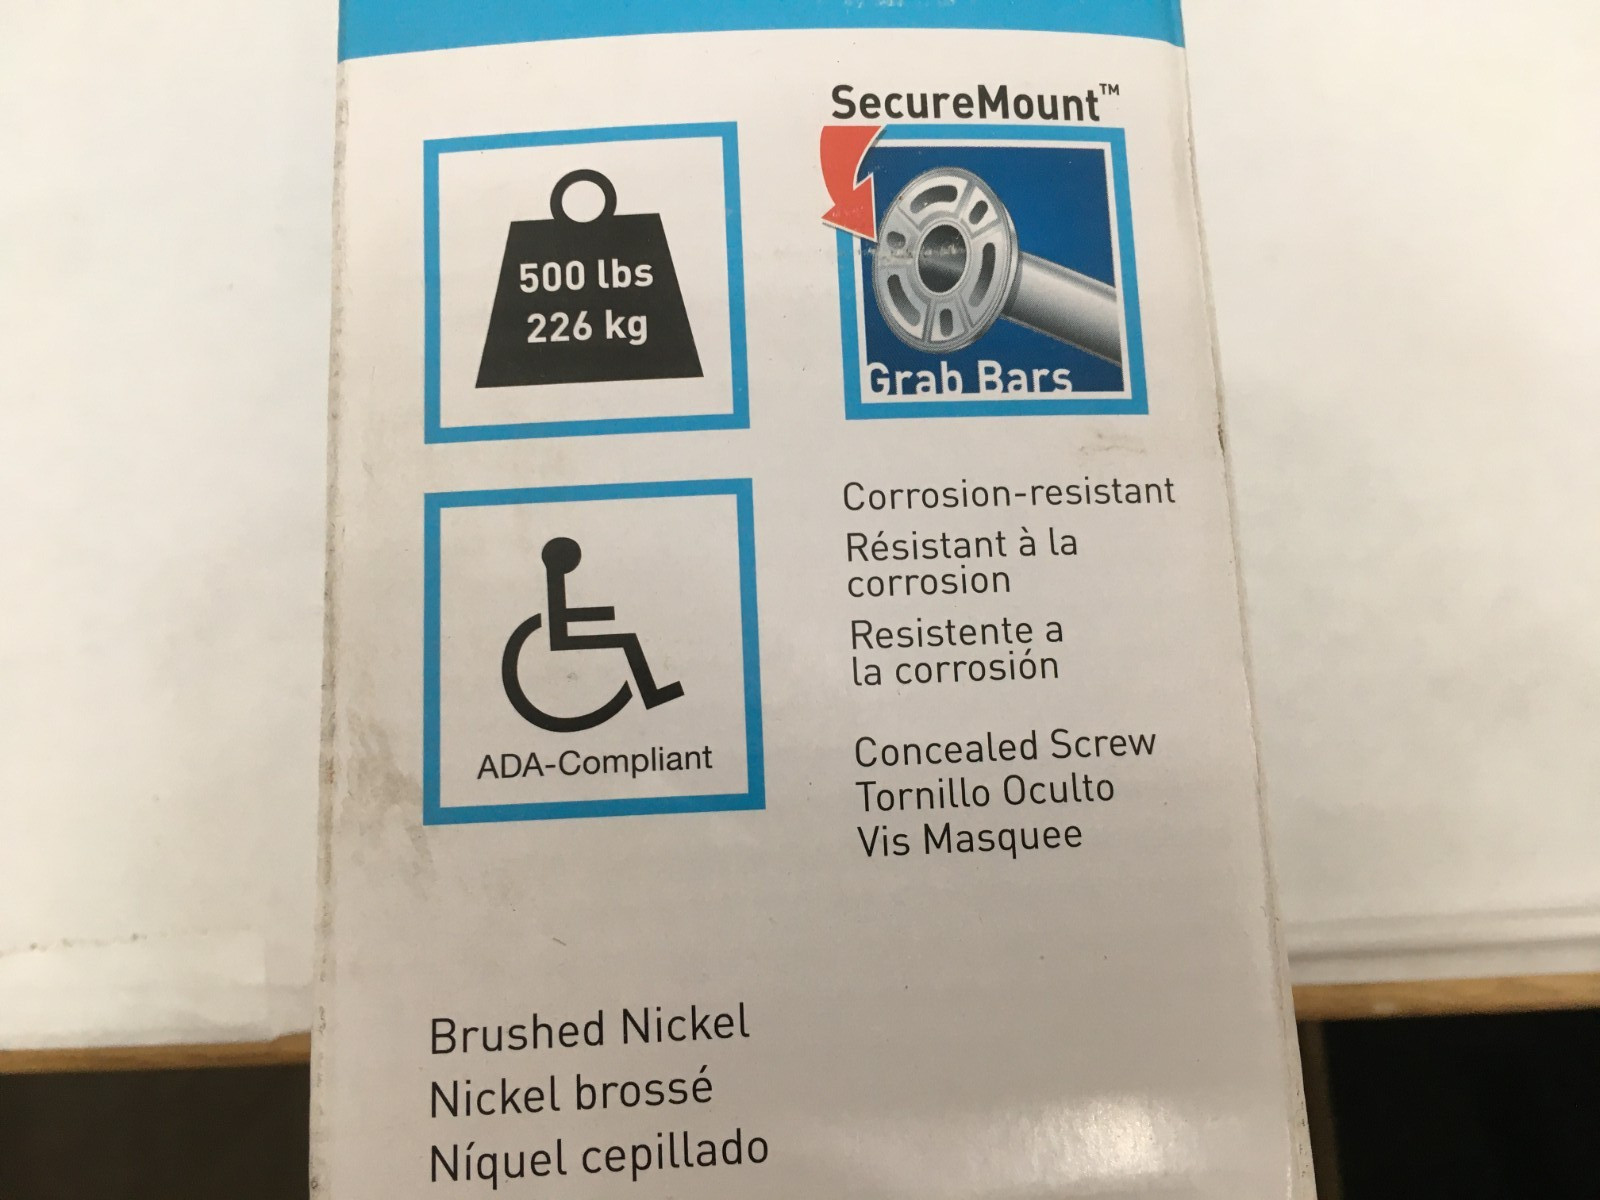 SecureMount™
500 lbs
226 kg
Grab Bars
ADA-Compliant
Corrosion-resistant
Résistant à la
corrosion
Resistente a
la corrosión
Concealed Screw
Tornillo Oculto
Vis Masquee
Brushed Nickel
Nickel brossé
Níquel cepillado